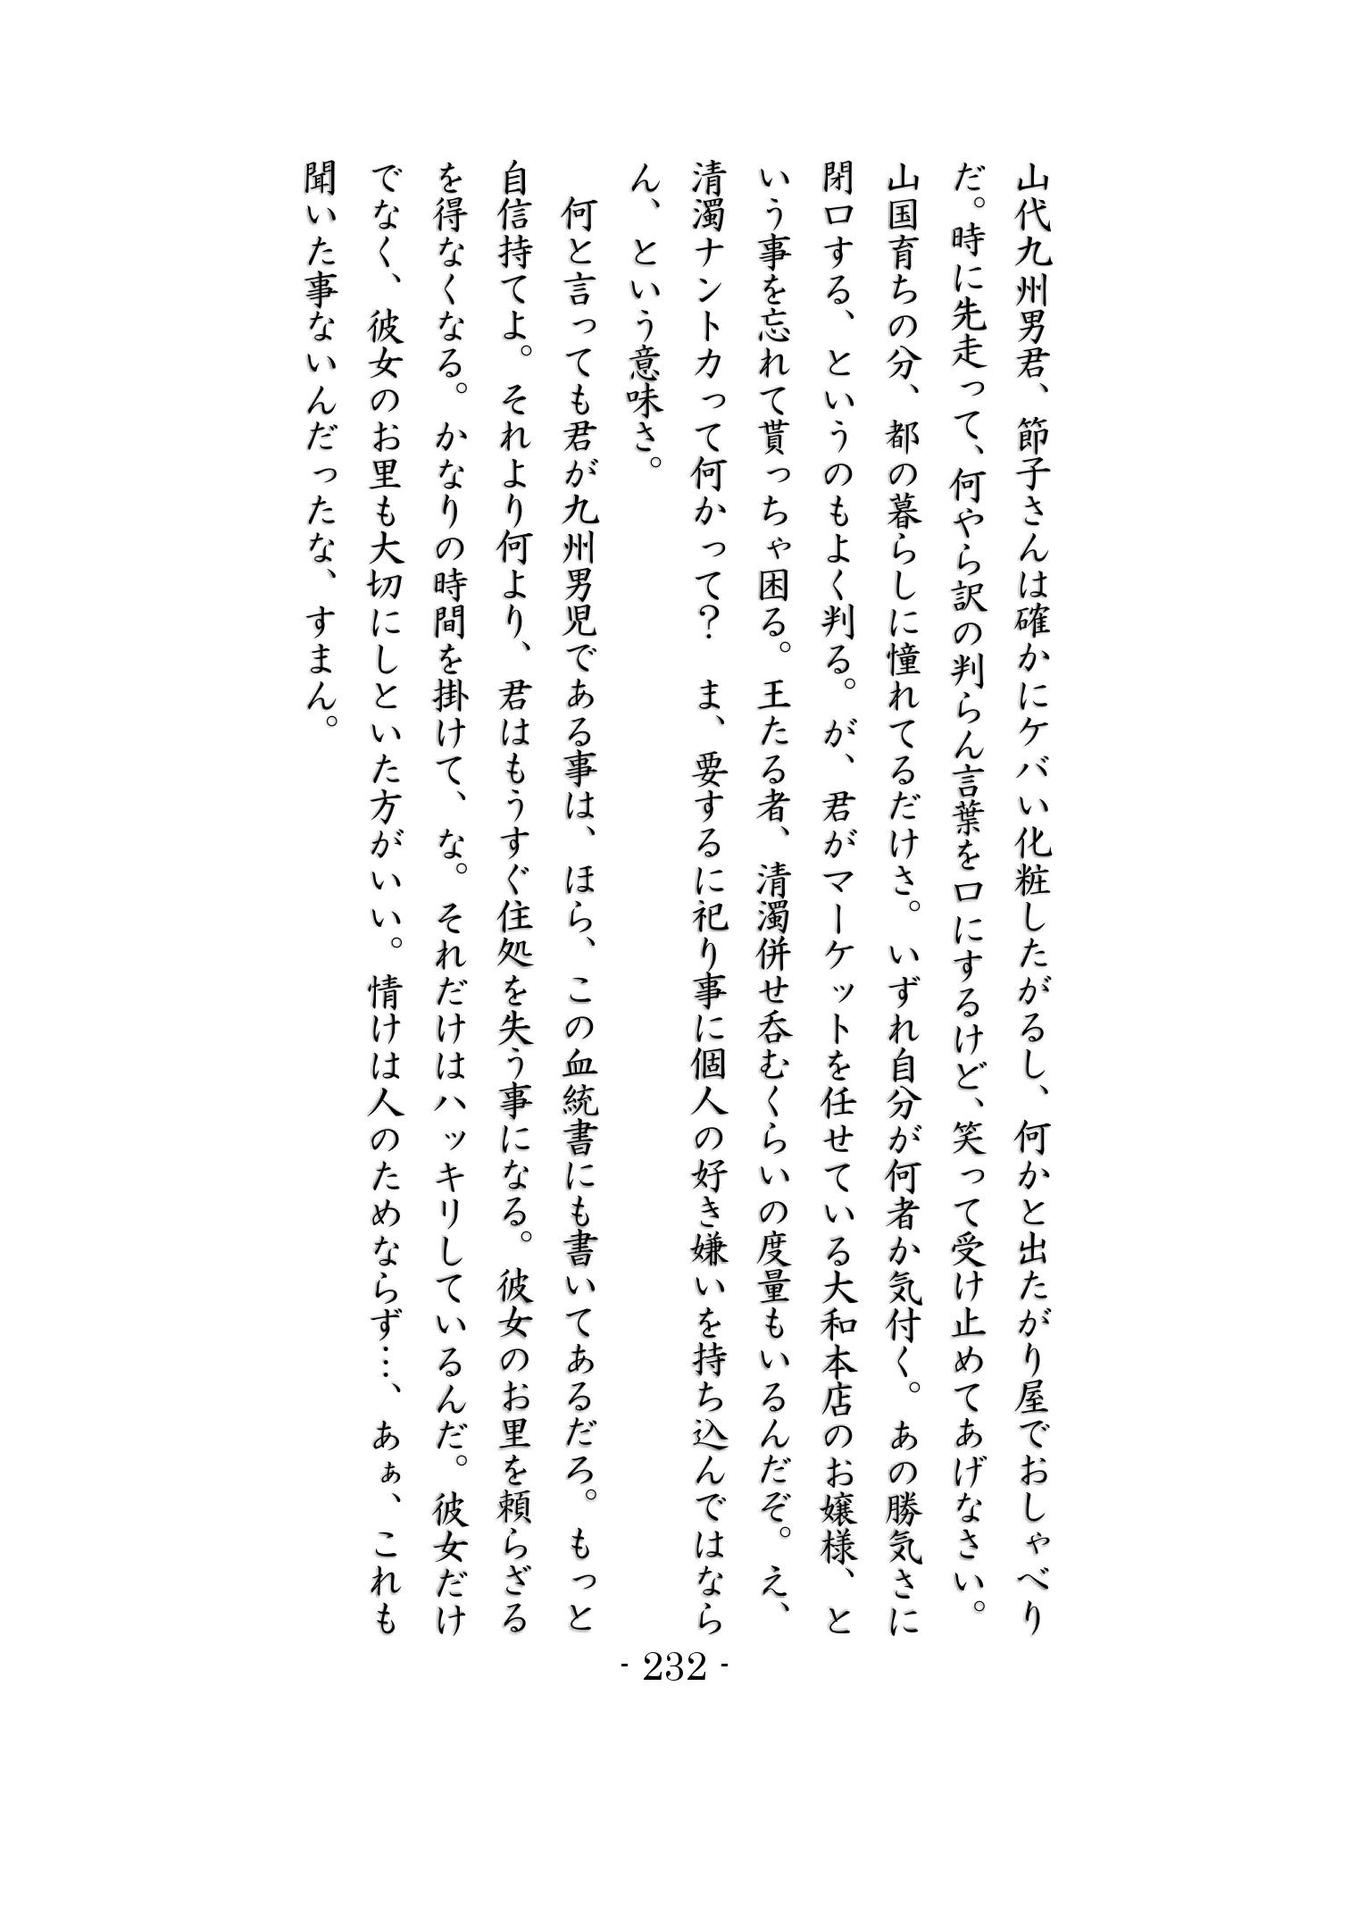 山代九州男君、節子さんは確かにケバい化粧したがるし、何かと出たがり屋でおしゃべり
だ。時に先走って、何やら訳の判らん言葉を口にするけど、笑って受け止めてあげなさい。
山国育ちの分、都の暮らしに憧れてるだけさ。いずれ自分が何者か気付く。あの勝気さに
閉口する、というのもよく判る。が、君がマーケットを任せている大和本店のお嬢様、と
いう事を忘れて貰っちゃ困る。王たる者、清濁併せ呑むくらいの度量もいるんだぞ。え、
清濁ナントカって何かって？　ま、要するに祀り事に個人の好き嫌いを持ち込んではなら
ん、という意味さ。
　何と言っても君が九州男児である事は、ほら、この血統書にも書いてあるだろ。もっと
自信持てよ。それより何より、君はもうすぐ住処を失う事になる。彼女のお里を頼らざる
を得なくなる。かなりの時間を掛けて、な。それだけはハッキリしているんだ。彼女だけ
でなく、彼女のお里も大切にしといた方がいい。情けは人のためならず…、あぁ、これも
聞いた事ないんだったな、すまん。
- 232 -